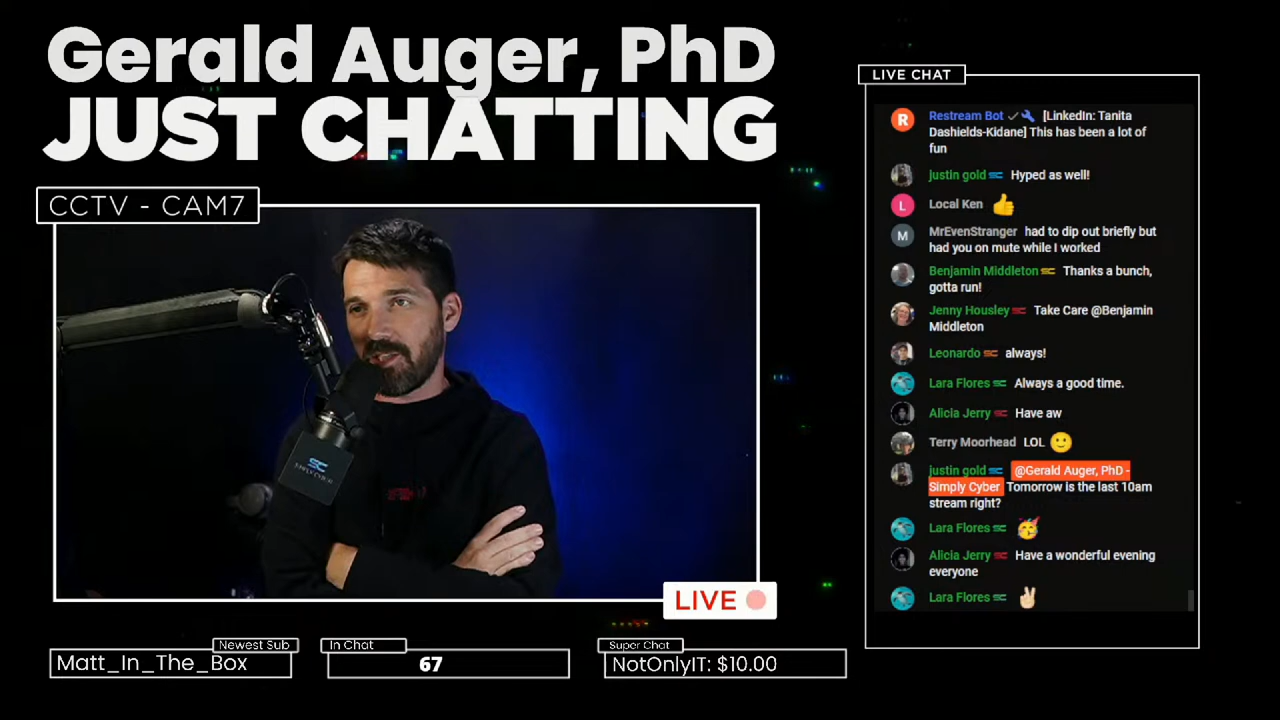 Gerald Auger, PhD
JUST CHATTING
CCTV - CAM7
LIVE
Newest Sub
Matt_In_The_Box
In Chat
67
Super Chat
NotOnlyIT: $10.00
LIVE CHAT
R
Restream Bot [LinkedIn: Tanita
Dashields-Kidane] This has been a lot of
fun
justin gold Hyped as well!
L
Local Ken 👍
M
MrEvenStranger had to dip out briefly but
had you on mute while I worked
Benjamin Middleton Thanks a bunch,
gotta run!
Jenny Housley Take Care @Benjamin
Middleton
Leonardo always!
Lara Flores Always a good time.
Alicia Jerry Have aw
Terry Moorhead LOL 🙂
justin gold @Gerald Auger, PhD -
Simply Cyber Tomorrow is the last 10am
stream right?
Lara Flores 🥳
Alicia Jerry Have a wonderful evening
everyone
Lara Flores ✌🏻
SC
SIMPLY CYBER